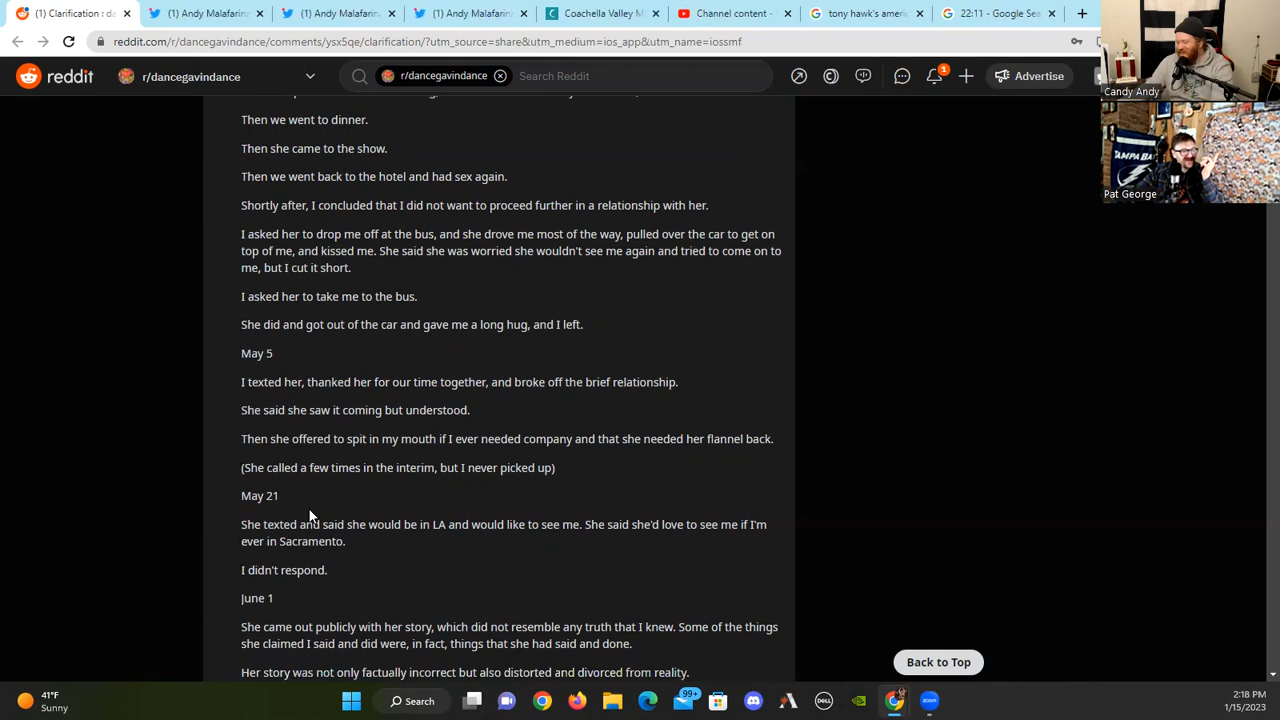 (1) Clarification : da
(1) Andy Malafarina
(1) Andy Malafarina
(1) Andy Malafarina
Coachella Valley M
Channel content -
tony hawk's americ
22:11 - Google Sea
reddit.com/r/dancegavindance/comments/ysx5qe/clarification/?utm_source=share&utm_medium=ios_app&utm_name=iossmf
reddit
r/dancegavindance
r/dancegavindance
Search Reddit
1
Advertise
Candy Andy
TAMPA BA
Pat George
Then we went to dinner.
Then she came to the show.
Then we went back to the hotel and had sex again.
Shortly after, I concluded that I did not want to proceed further in a relationship with her.
I asked her to drop me off at the bus, and she drove me most of the way, pulled over the car to get on
top of me, and kissed me. She said she was worried she wouldn't see me again and tried to come on to
me, but I cut it short.
I asked her to take me to the bus.
She did and got out of the car and gave me a long hug, and I left.
May 5
I texted her, thanked her for our time together, and broke off the brief relationship.
She said she saw it coming but understood.
Then she offered to spit in my mouth if I ever needed company and that she needed her flannel back.
(She called a few times in the interim, but I never picked up)
May 21
She texted and said she would be in LA and would like to see me. She said she'd love to see me if I'm
ever in Sacramento.
I didn't respond.
June 1
She came out publicly with her story, which did not resemble any truth that I knew. Some of the things
she claimed I said and did were, in fact, things that she had said and done.
Her story was not only factually incorrect but also distorted and divorced from reality.
Back to Top
41°F
Sunny
Search
99+
DELL
zoom
2:18 PM
1/15/2023